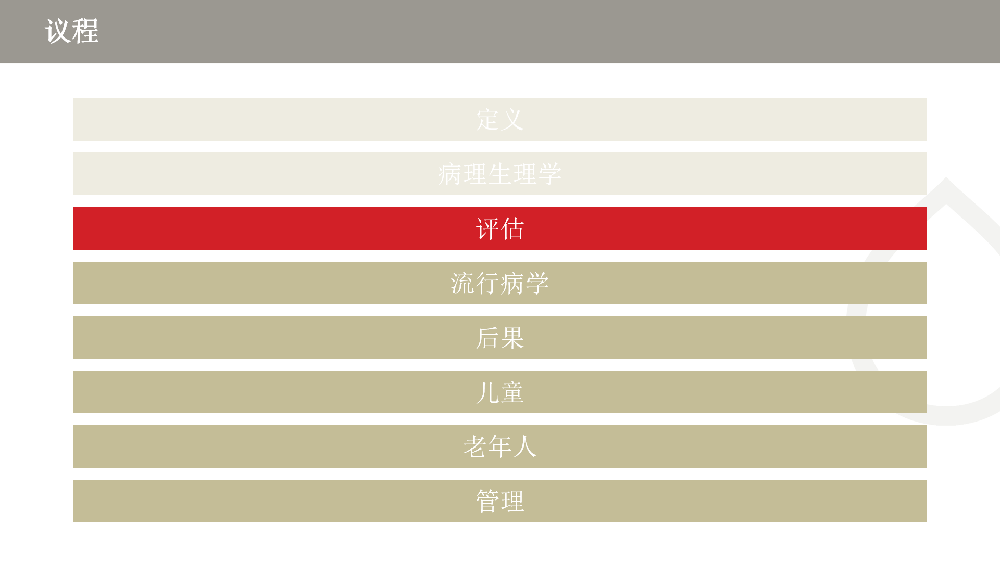 议程
定义
病理生理学
评估
流行病学
后果
儿童
老年人
管理